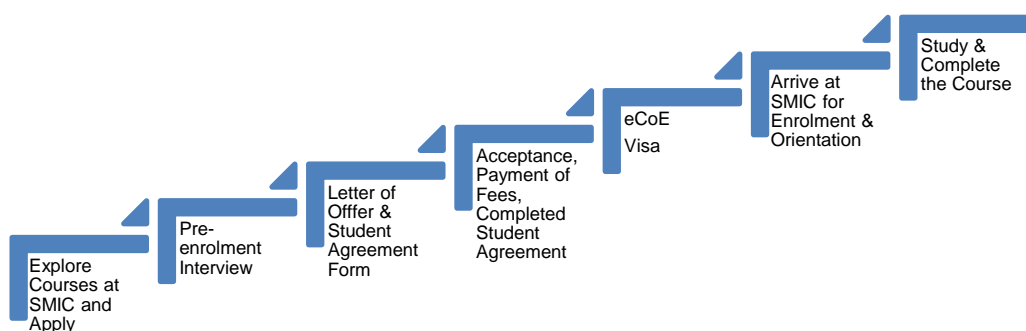 Explore
Courses at
SMIC and
Apply
Pre-
enrolment
Interview
Letter of
Offfer &
Student
Agreement
Form
Acceptance,
Payment of
Fees,
Completed
Student
Agreement
eCoE
Visa
Arrive at
SMIC for
Enrolment &
Orientation
Study &
Complete
the Course